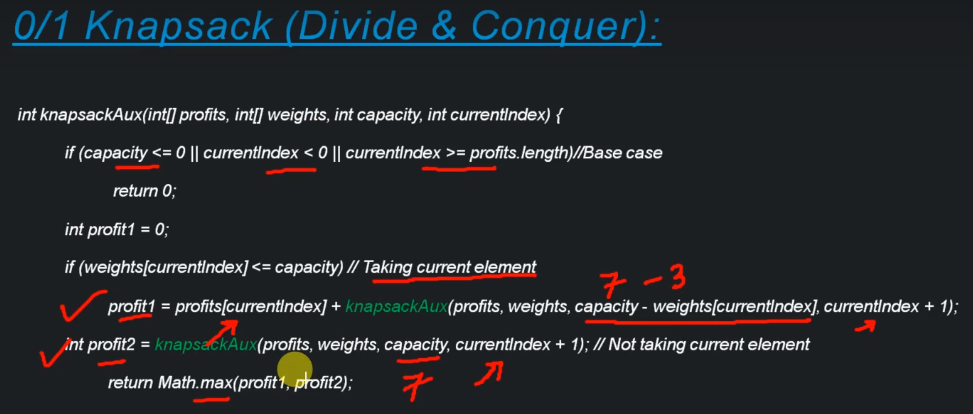 0/1 Knapsack (Divide & Conquer):
int knapsackAux(int[] profits, int[] weights, int capacity, int currentIndex) {
if (capacity <= 0 || currentIndex < 0 || currentIndex >= profits.length)//Base case
return 0;
int profit1 = 0;
if (weights[currentIndex] <= capacity) // Taking current element
7 - 3
profit1 = profits[currentIndex] + knapsackAux(profits, weights, capacity - weights[currentIndex], currentIndex + 1);
int profit2 = knapsackAux(profits, weights, capacity, currentIndex + 1); // Not taking current element
7
return Math.max(profit1, profit2);